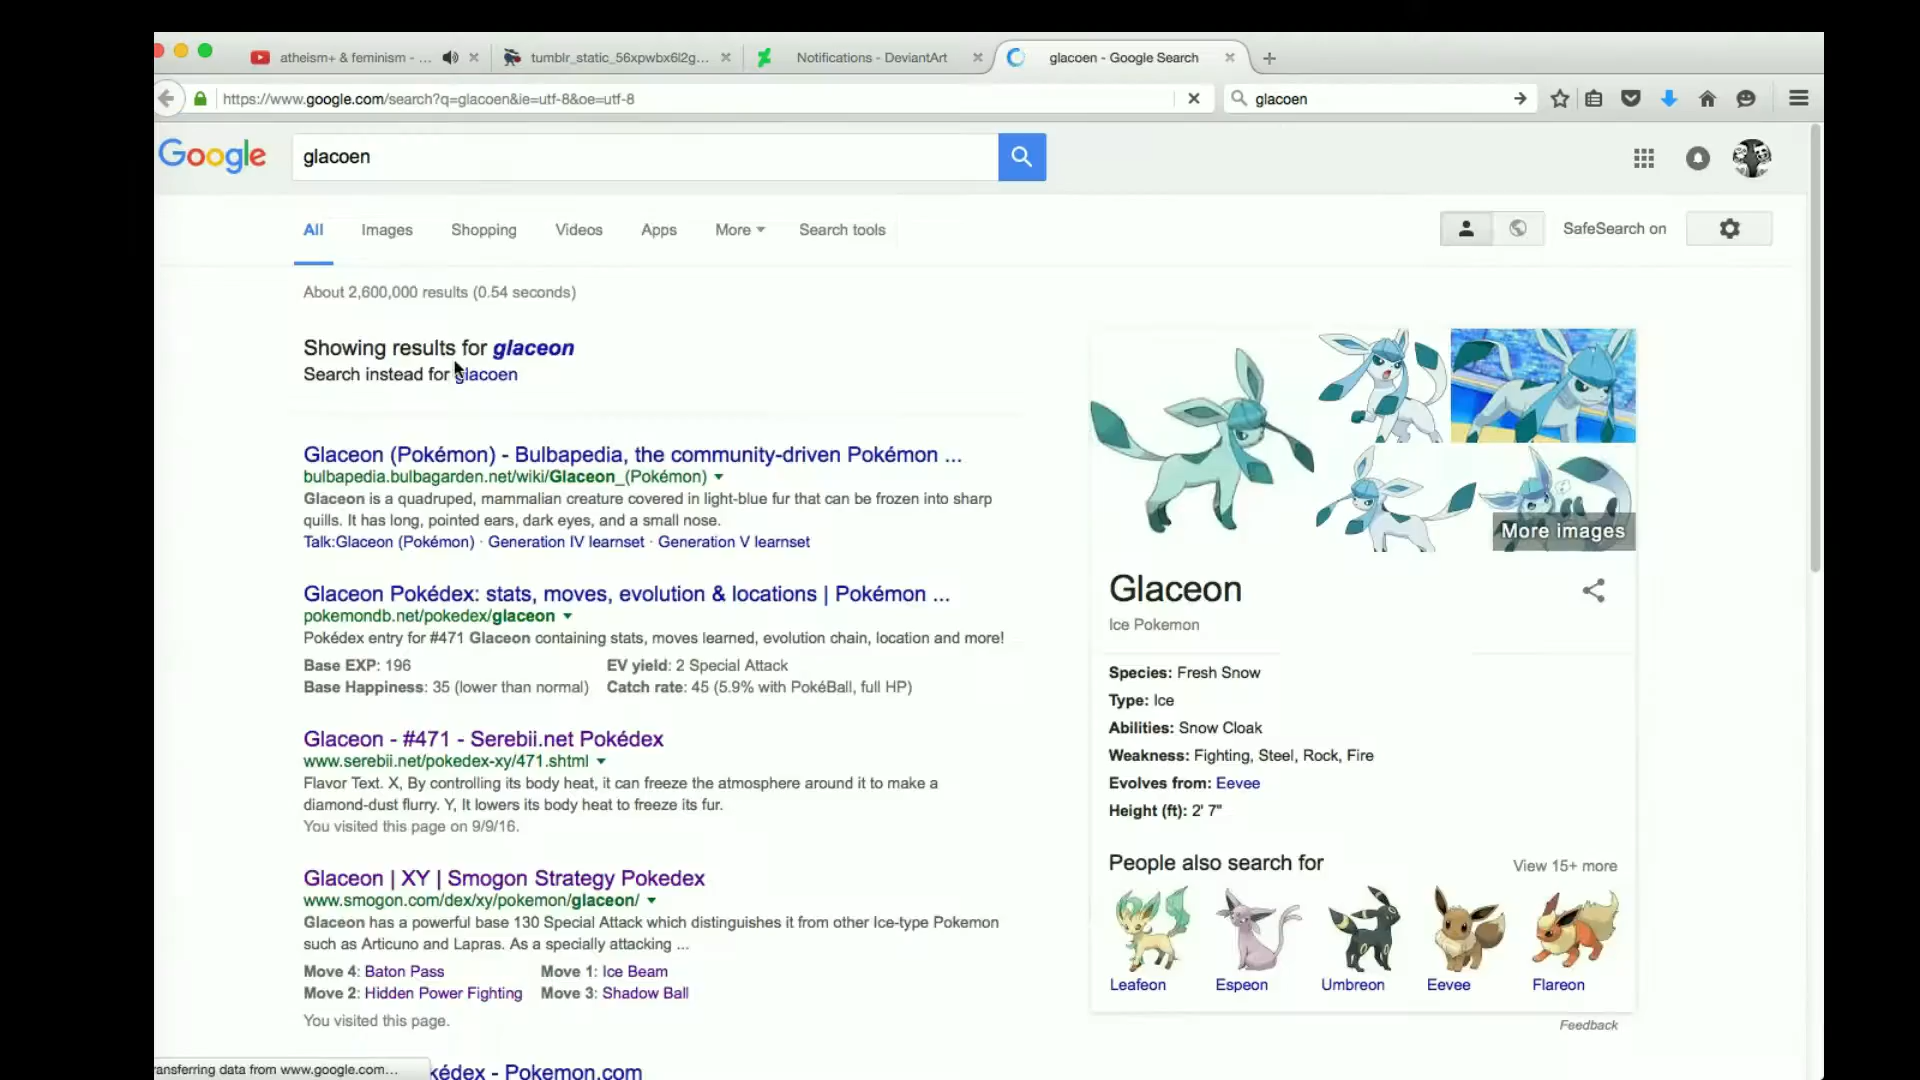 atheism+ & feminism - ...
tumblr_static_56xpwbx6l2g...
Notifications - DeviantArt
glacoen - Google Search
https://www.google.com/search?q=glacoen&ie=utf-8&oe=utf-8
glacoen
Google
glacoen
All
Images
Shopping
Videos
Apps
More
Search tools
SafeSearch on
About 2,600,000 results (0.54 seconds)
Showing results for glaceon
Search instead for glacoen
Glaceon (Pokémon) - Bulbapedia, the community-driven Pokémon ...
bulbapedia.bulbagarden.net/wiki/Glaceon_(Pokémon)
Glaceon is a quadruped, mammalian creature covered in light-blue fur that can be frozen into sharp
quills. It has long, pointed ears, dark eyes, and a small nose.
Talk:Glaceon (Pokémon) · Generation IV learnset · Generation V learnset
Glaceon Pokédex: stats, moves, evolution & locations | Pokémon ...
pokemondb.net/pokedex/glaceon
Pokédex entry for #471 Glaceon containing stats, moves learned, evolution chain, location and more!
Base EXP: 196
EV yield: 2 Special Attack
Base Happiness: 35 (lower than normal)
Catch rate: 45 (5.9% with PokéBall, full HP)
Glaceon - #471 - Serebii.net Pokédex
www.serebii.net/pokedex-xy/471.shtml
Flavor Text. X, By controlling its body heat, it can freeze the atmosphere around it to make a
diamond-dust flurry. Y, It lowers its body heat to freeze its fur.
You visited this page on 9/9/16.
Glaceon | XY | Smogon Strategy Pokedex
www.smogon.com/dex/xy/pokemon/glaceon/
Glaceon has a powerful base 130 Special Attack which distinguishes it from other Ice-type Pokemon
such as Articuno and Lapras. As a specially attacking ...
Move 4: Baton Pass
Move 1: Ice Beam
Move 2: Hidden Power Fighting
Move 3: Shadow Ball
You visited this page.
kédex - Pokemon.com
ransferring data from www.google.com...
More images
Glaceon
Ice Pokemon
Species: Fresh Snow
Type: Ice
Abilities: Snow Cloak
Weakness: Fighting, Steel, Rock, Fire
Evolves from: Eevee
Height (ft): 2' 7"
People also search for
View 15+ more
Leafeon
Espeon
Umbreon
Eevee
Flareon
Feedback